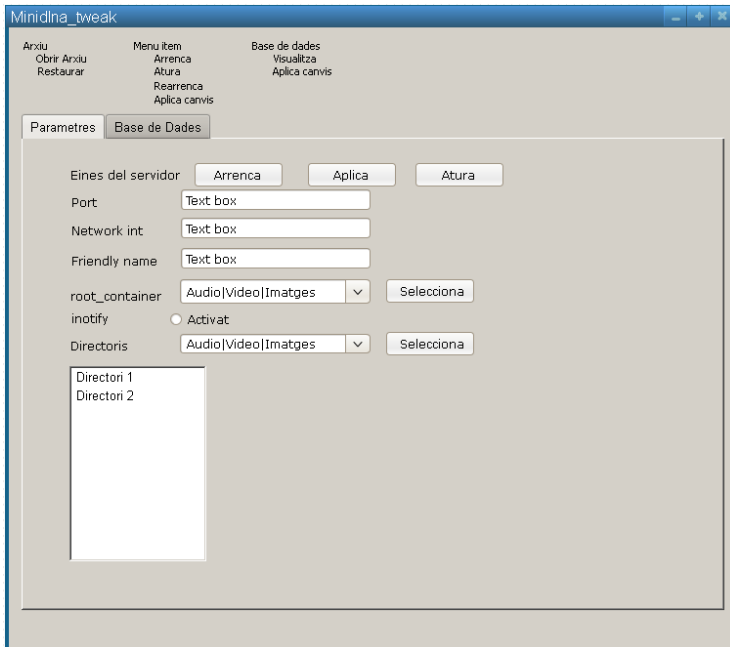 Minidlna_tweak
Arxiu Menu item Base de dades
Obrir Arxiu Arrenca Visualitza
Restaurar Atura Aplica canvis
Rearrenca
Aplica canvis
Parametres Base de Dades
Eines del servidor Arrenca Aplica Atura
Port Text box
Network int Text box
Friendly name Text box
root_container Audio|Video|Imatges Selecciona
inotify Activat
Directoris Audio|Video|Imatges Selecciona
Directori 1
Directori 2